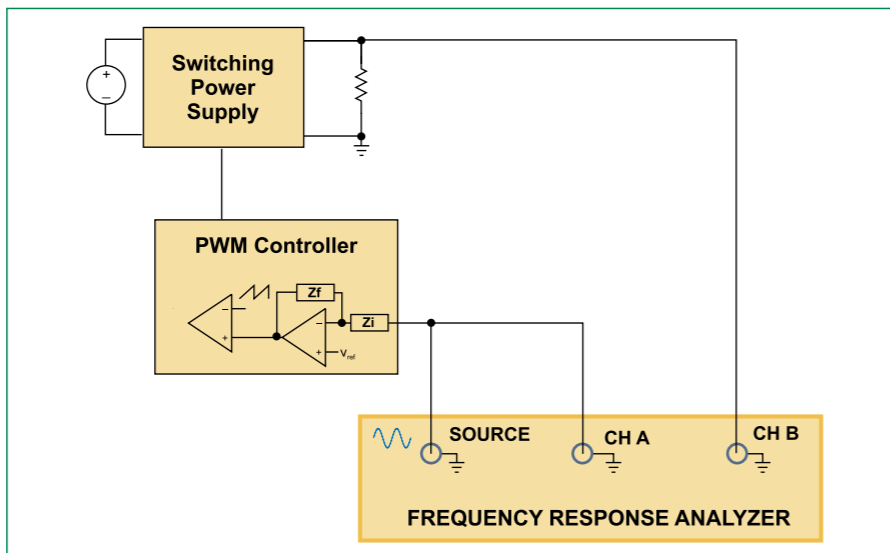 Switching
Power
Supply
+
–
PWM Controller
Zf
–
+
–
+
Zi
Vref
SOURCE
CH A
CH B
FREQUENCY RESPONSE ANALYZER